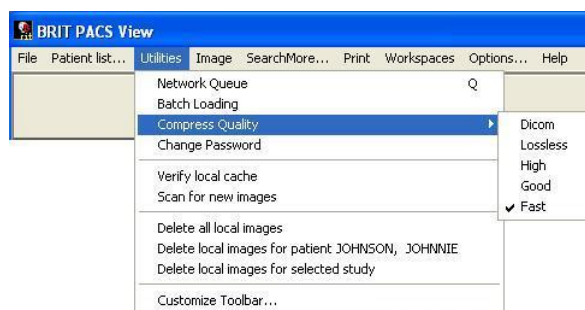 BRIT PACS View
File Patient list... Utilities Image SearchMore... Print Workspaces Options... Help
Network Queue Q
Batch Loading
Compress Quality
Change Password
Verify local cache
Scan for new images
Delete all local images
Delete local images for patient JOHNSON, JOHNNIE
Delete local images for selected study
Customize Toolbar...
Dicom
Lossless
High
Good
Fast